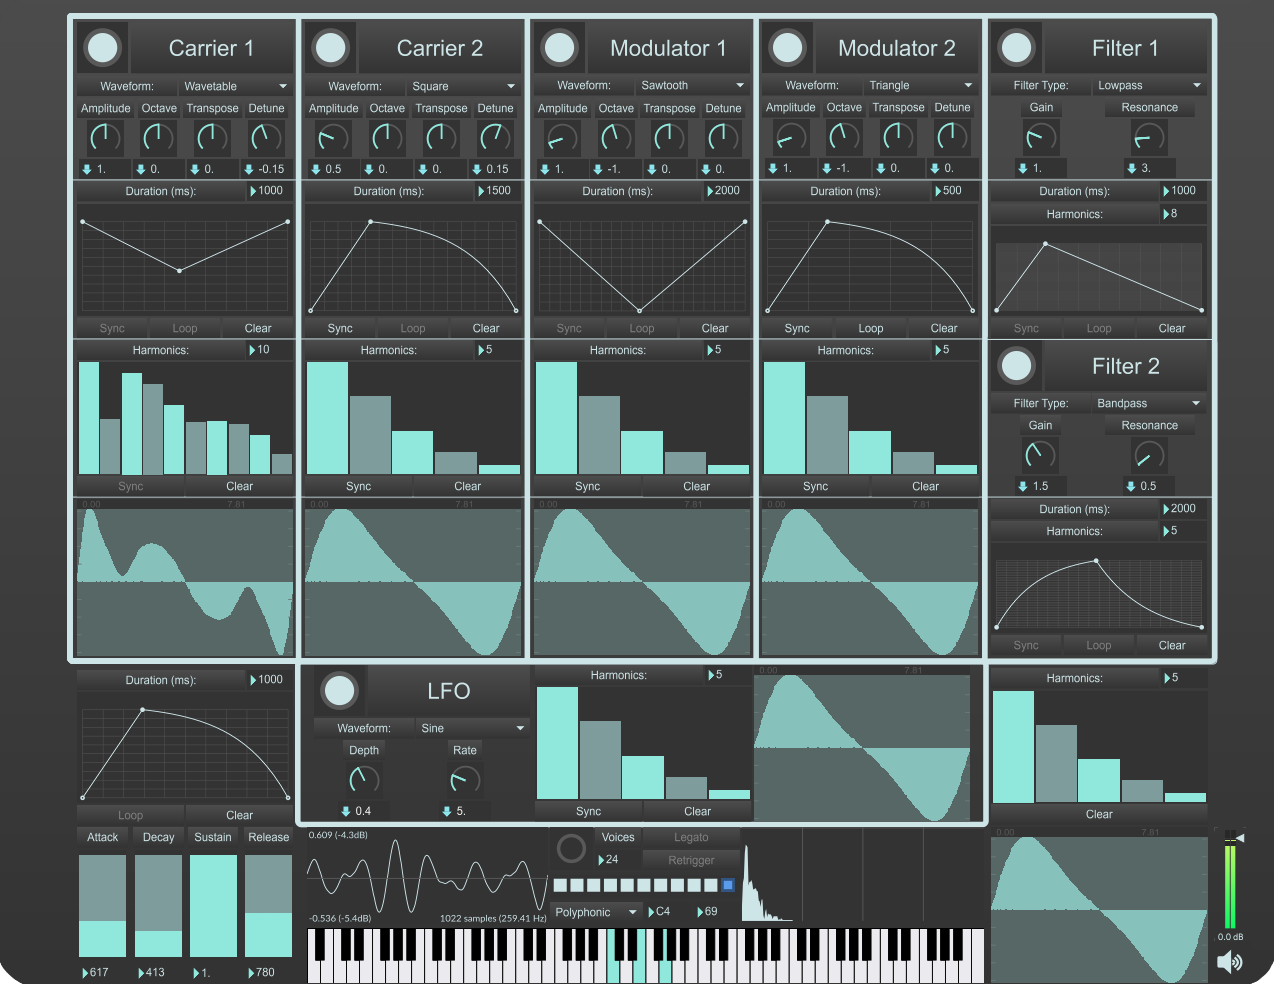 Carrier 1 Carrier 2 Modulator 1 Modulator 2 Filter 1
Waveform: Wavetable Waveform: Square Waveform: Sawtooth Waveform: Triangle Filter Type: Lowpass
Amplitude Octave Transpose Detune Amplitude Octave Transpose Detune Amplitude Octave Transpose Detune Amplitude Octave Transpose Detune Gain Resonance
1. 0. 0. -0.15 0.5 0. 0. 0.15 1. -1. 0. 0. 1. -1. 0. 0. 1. 3.
Duration (ms): 1000 Duration (ms): 1500 Duration (ms): 2000 Duration (ms): 500 Duration (ms): 1000
Harmonics: 8
Sync Loop Clear Sync Loop Clear Sync Loop Clear Sync Loop Clear Sync Loop Clear
Harmonics: 10 Harmonics: 5 Harmonics: 5 Harmonics: 5
Filter 2
Filter Type: Bandpass
Gain Resonance
Sync Clear Sync Clear Sync Clear Sync Clear 1.5 0.5
0.00 7.81 0.00 7.81 0.00 7.81 0.00 7.81
Duration (ms): 2000
Harmonics: 5
Sync Loop Clear
Duration (ms): 1000 LFO Harmonics: 5 0.00 7.81 Harmonics: 5
Waveform: Sine
Depth Rate
0.4 5. Sync Clear
Loop Clear Clear
Attack Decay Sustain Release 0.609 (-4.3dB) Voices Legato 0.00 7.81
24 Retrigger
Polyphonic C4 69
-0.536 (-5.4dB) 1022 samples (259.41 Hz)
0.0 dB
617 413 1. 780